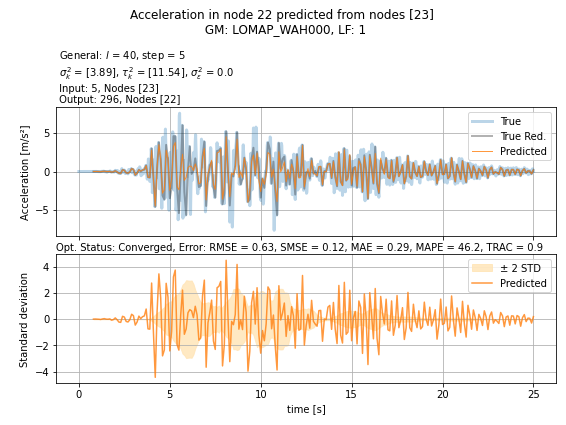 Acceleration in node 22 predicted from nodes [23]
GM: LOMAP_WAH000, LF: 1
General: l = 40, step = 5
σ²ₖ = [3.89], τ²ₖ = [11.54], σ²ε = 0.0
Input: 5, Nodes [23]
Output: 296, Nodes [22]
Acceleration [m/s²]
5
0
−5
True
True Red.
Predicted
Opt. Status: Converged, Error: RMSE = 0.63, SMSE = 0.12, MAE = 0.29, MAPE = 46.2, TRAC = 0.9
Standard deviation
4
2
0
−2
−4
± 2 STD
Predicted
0 5 10 15 20 25
time [s]